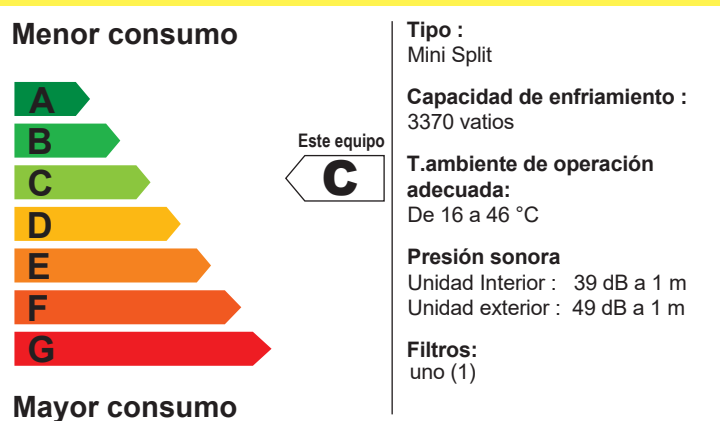 Menor consumo
A
B
C
D
E
F
G
Mayor consumo
Este equipo
C
Tipo :
Mini Split
Capacidad de enfriamiento :
3370 vatios
T.ambiente de operación
adecuada:
De 16 a 46 °C
Presión sonora
Unidad Interior : 39 dB a 1 m
Unidad exterior : 49 dB a 1 m
Filtros:
uno (1)